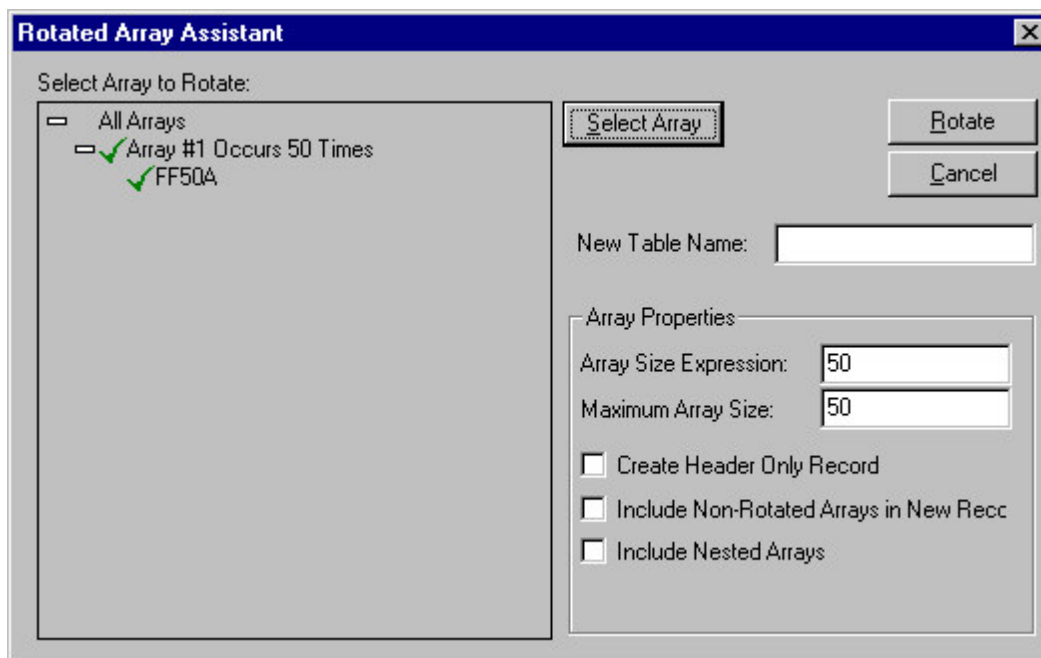 Rotated Array Assistant
Select Array to Rotate:
All Arrays
Array #1 Occurs 50 Times
FF50A
Select Array
Rotate
Cancel
New Table Name:
Array Properties
Array Size Expression: 50
Maximum Array Size: 50
Create Header Only Record
Include Non-Rotated Arrays in New Recc
Include Nested Arrays